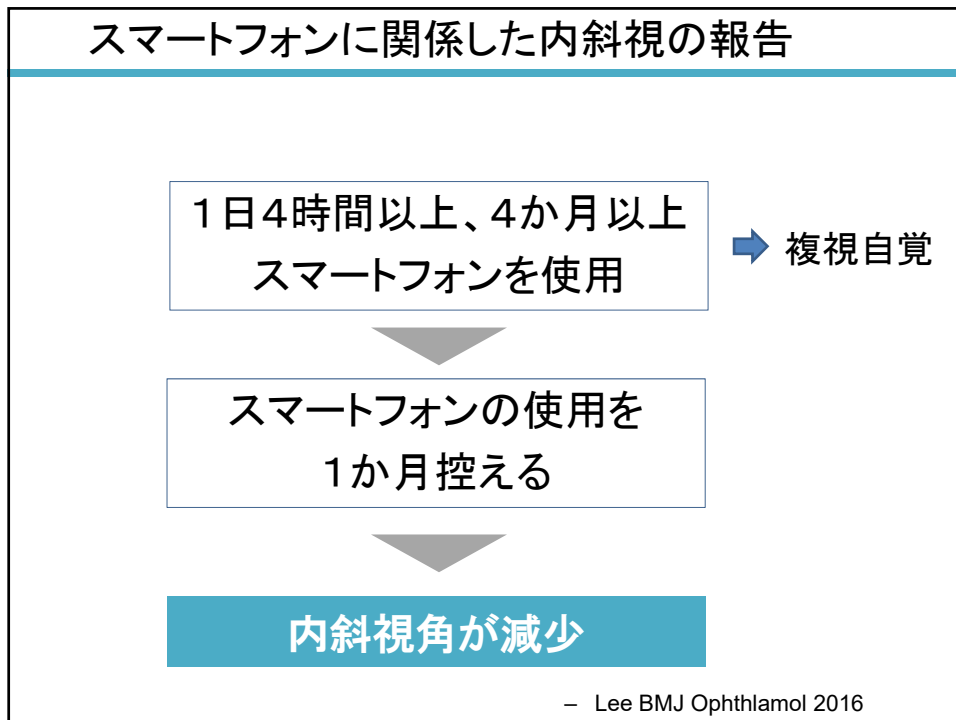 スマートフォンに関係した内斜視の報告
１日４時間以上、４か月以上
スマートフォンを使用
複視自覚
スマートフォンの使用を
１か月控える
内斜視角が減少
– Lee BMJ Ophthlamol 2016